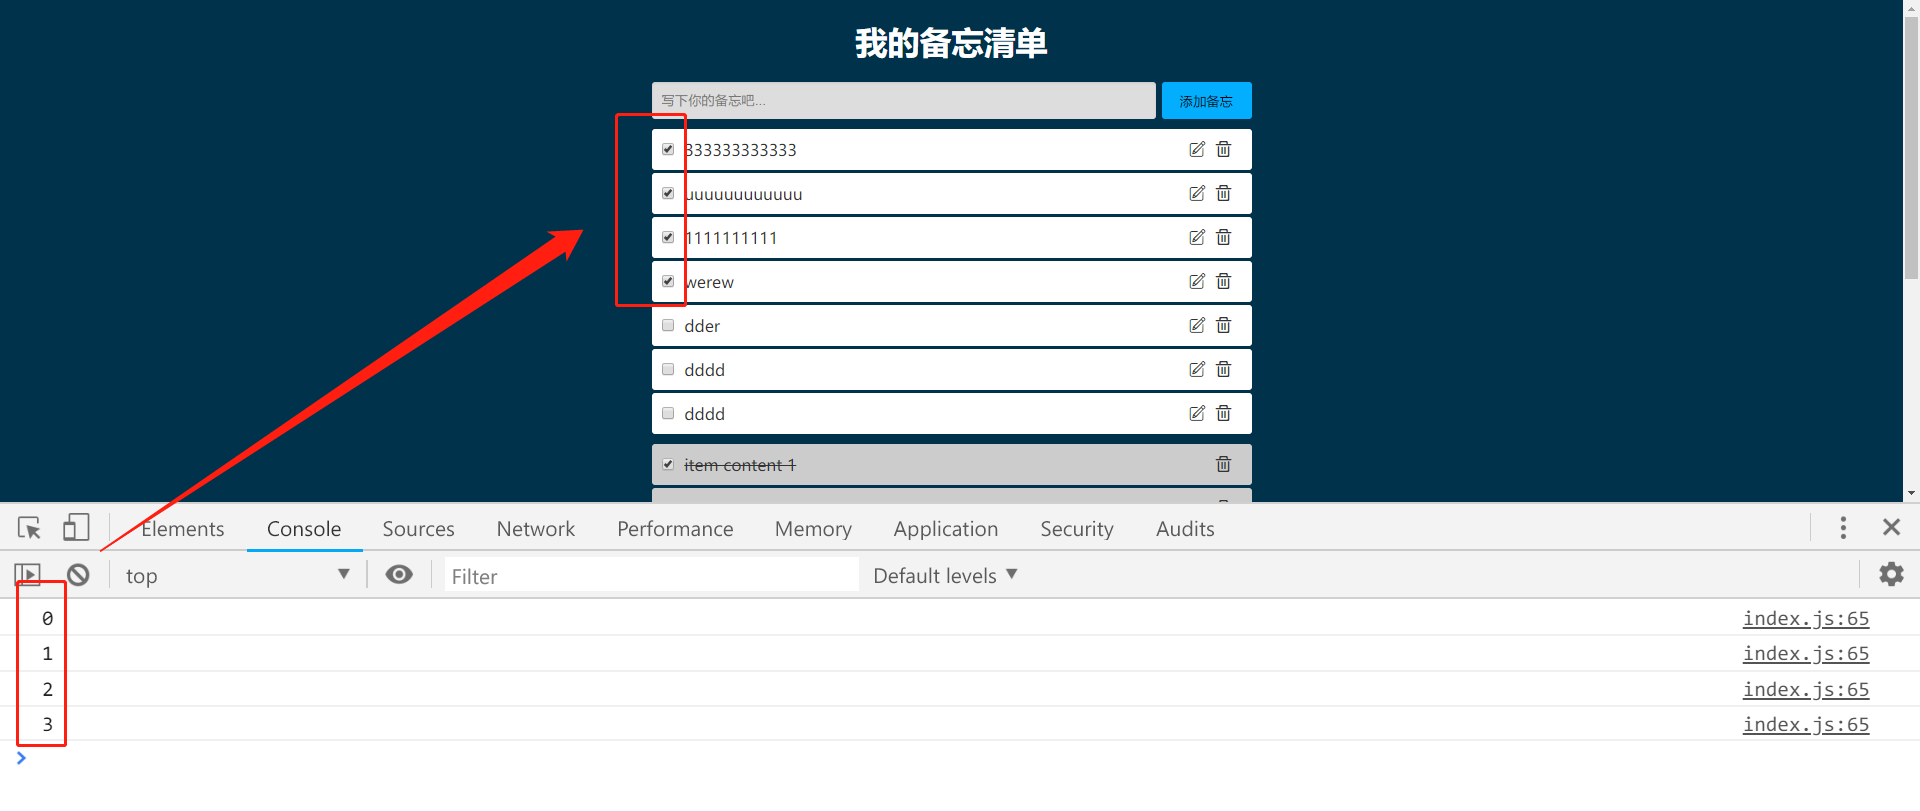 我的备忘清单
写下你的备忘吧...
添加备忘
333333333333
uuuuuuuuuuuu
1111111111
werew
dder
dddd
dddd
item content 1
Elements Console Sources Network Performance Memory Application Security Audits
top Filter Default levels
0 index.js:65
1 index.js:65
2 index.js:65
3 index.js:65